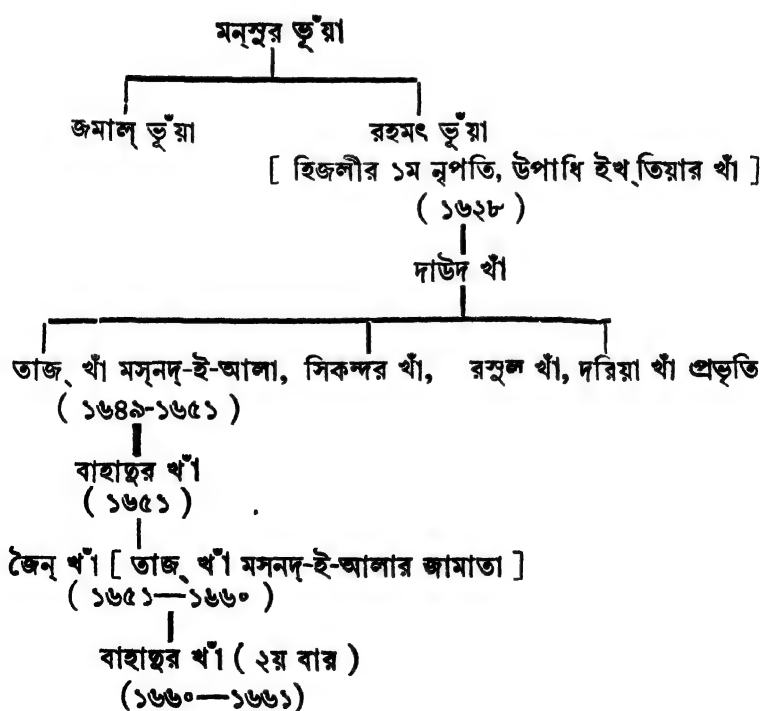 মন্‌সুর ভূঁয়া
জমাল্ ভূঁয়া রহমৎ ভূঁয়া
[ হিজলীর ১ম নৃপতি, উপাধি ইখ্‌তিয়ার খাঁ ]
( ১৬২৮ )
দাউদ খাঁ
তাজ্‌ খাঁ মস্‌নদ্-ই-আলা, সিকন্দর খাঁ, রসুল খাঁ, দরিয়া খাঁ প্রভৃতি
( ১৬৪৯-১৬৫১ )
বাহাদুর খাঁ
( ১৬৫১ )
জৈন্ খাঁ [ তাজ্‌ খাঁ মসনদ্-ই-আলার জামাতা ]
( ১৬৫১—১৬৬০ )
বাহাদুর খাঁ ( ২য় বার )
(১৬৬০—১৬৬১)